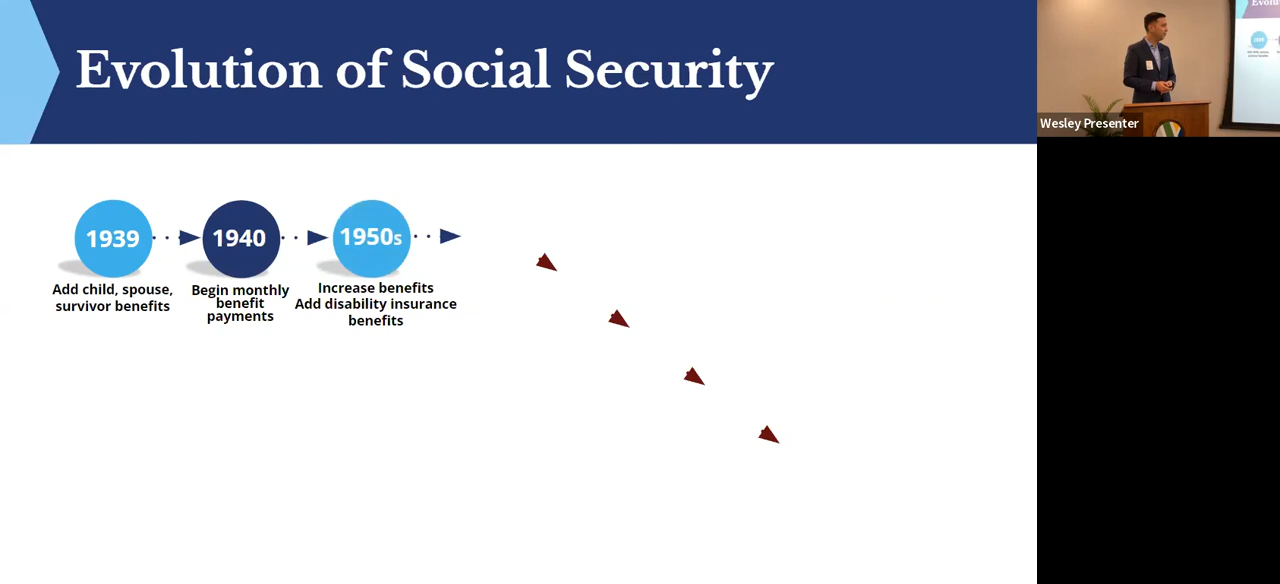 Evolution of Social Security
1939
1940
1950s
Add child, spouse,
survivor benefits
Begin monthly
benefit
payments
Increase benefits
Add disability insurance
benefits
Wesley Presenter